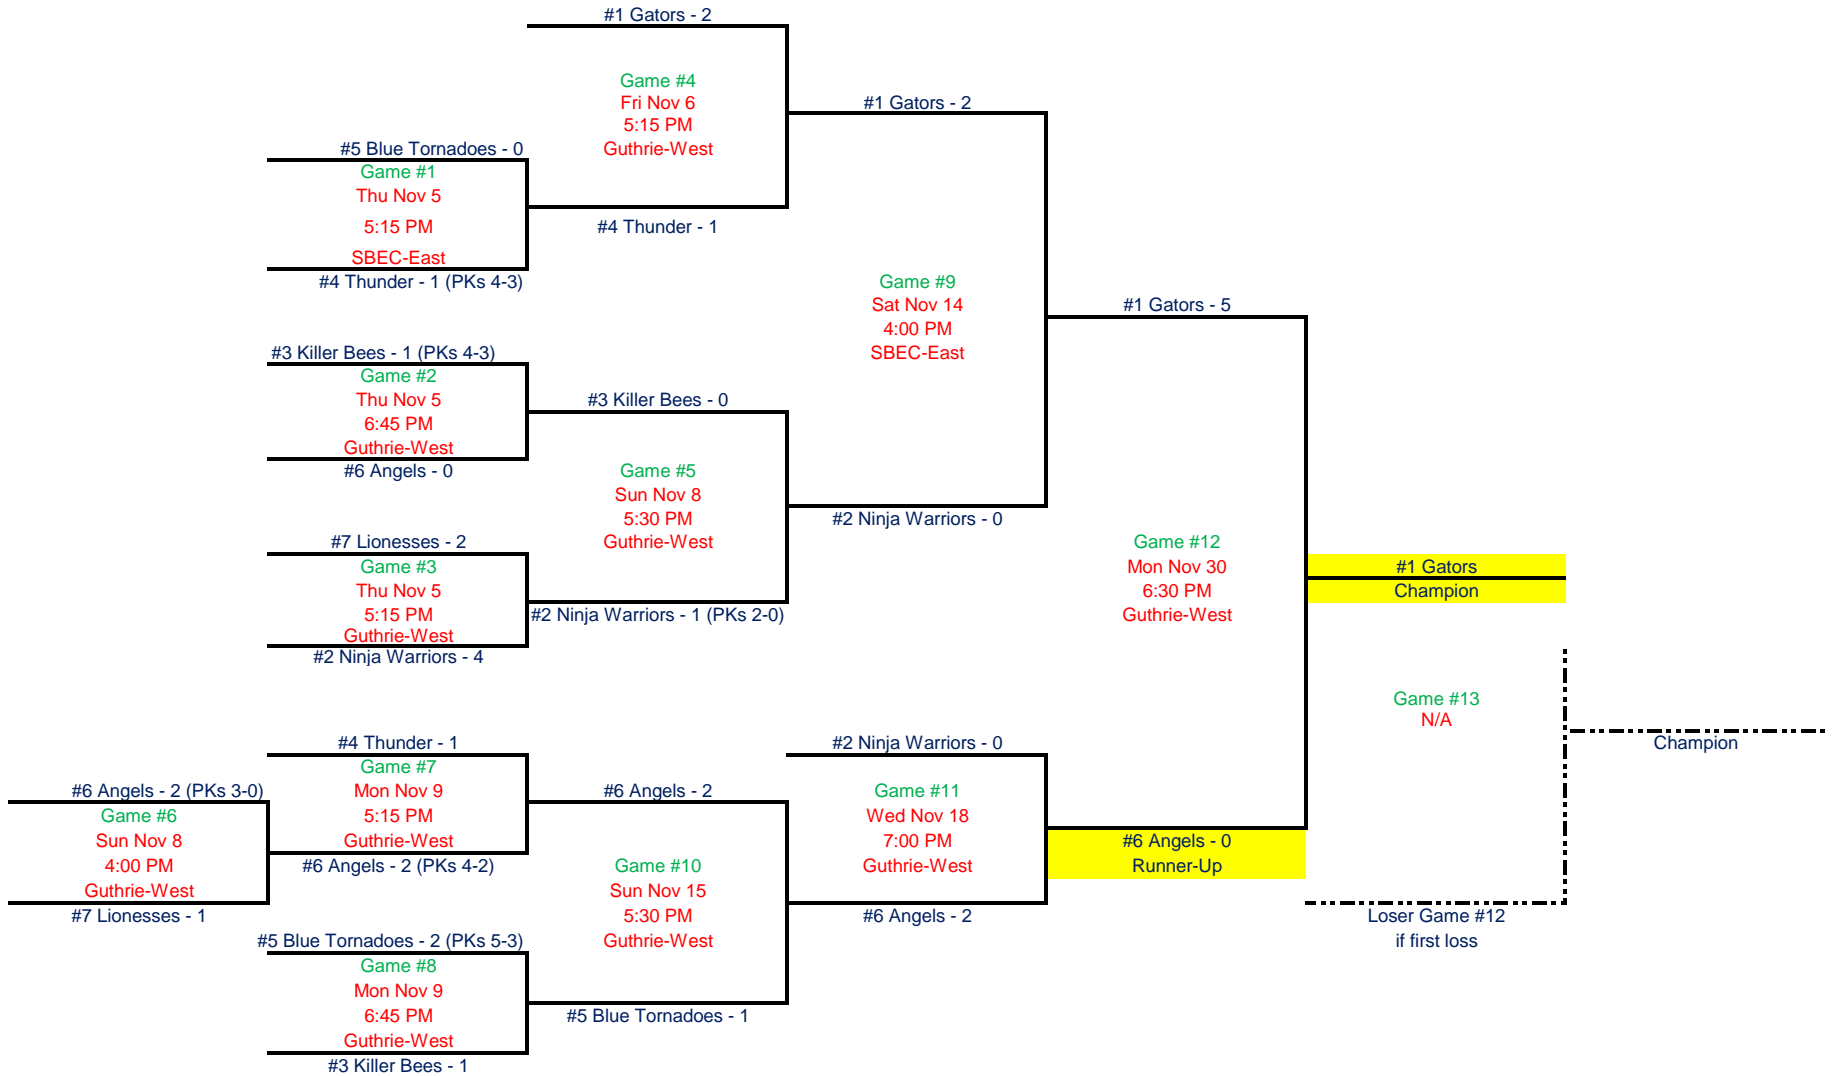 #1 Gators - 2
Game #4
Fri Nov 6
5:15 PM
Guthrie-West
#1 Gators - 2
#5 Blue Tornadoes - 0
Game #1
Thu Nov 5
5:15 PM
SBEC-East
#4 Thunder - 1 (PKs 4-3)
#4 Thunder - 1
Game #9
Sat Nov 14
4:00 PM
SBEC-East
#1 Gators - 5
#3 Killer Bees - 1 (PKs 4-3)
Game #2
Thu Nov 5
6:45 PM
Guthrie-West
#6 Angels - 0
#3 Killer Bees - 0
Game #5
Sun Nov 8
5:30 PM
Guthrie-West
#2 Ninja Warriors - 0
#7 Lionesses - 2
Game #3
Thu Nov 5
5:15 PM
Guthrie-West
#2 Ninja Warriors - 4
#2 Ninja Warriors - 1 (PKs 2-0)
Game #12
Mon Nov 30
6:30 PM
Guthrie-West
#1 Gators
Champion
Game #13
N/A
Champion
#4 Thunder - 1
Game #7
Mon Nov 9
5:15 PM
Guthrie-West
#6 Angels - 2 (PKs 4-2)
#6 Angels - 2 (PKs 3-0)
Game #6
Sun Nov 8
4:00 PM
Guthrie-West
#7 Lionesses - 1
#6 Angels - 2
Game #10
Sun Nov 15
5:30 PM
Guthrie-West
#2 Ninja Warriors - 0
Game #11
Wed Nov 18
7:00 PM
Guthrie-West
#6 Angels - 2
#6 Angels - 0
Runner-Up
Loser Game #12
if first loss
#5 Blue Tornadoes - 2 (PKs 5-3)
Game #8
Mon Nov 9
6:45 PM
Guthrie-West
#3 Killer Bees - 1
#5 Blue Tornadoes - 1